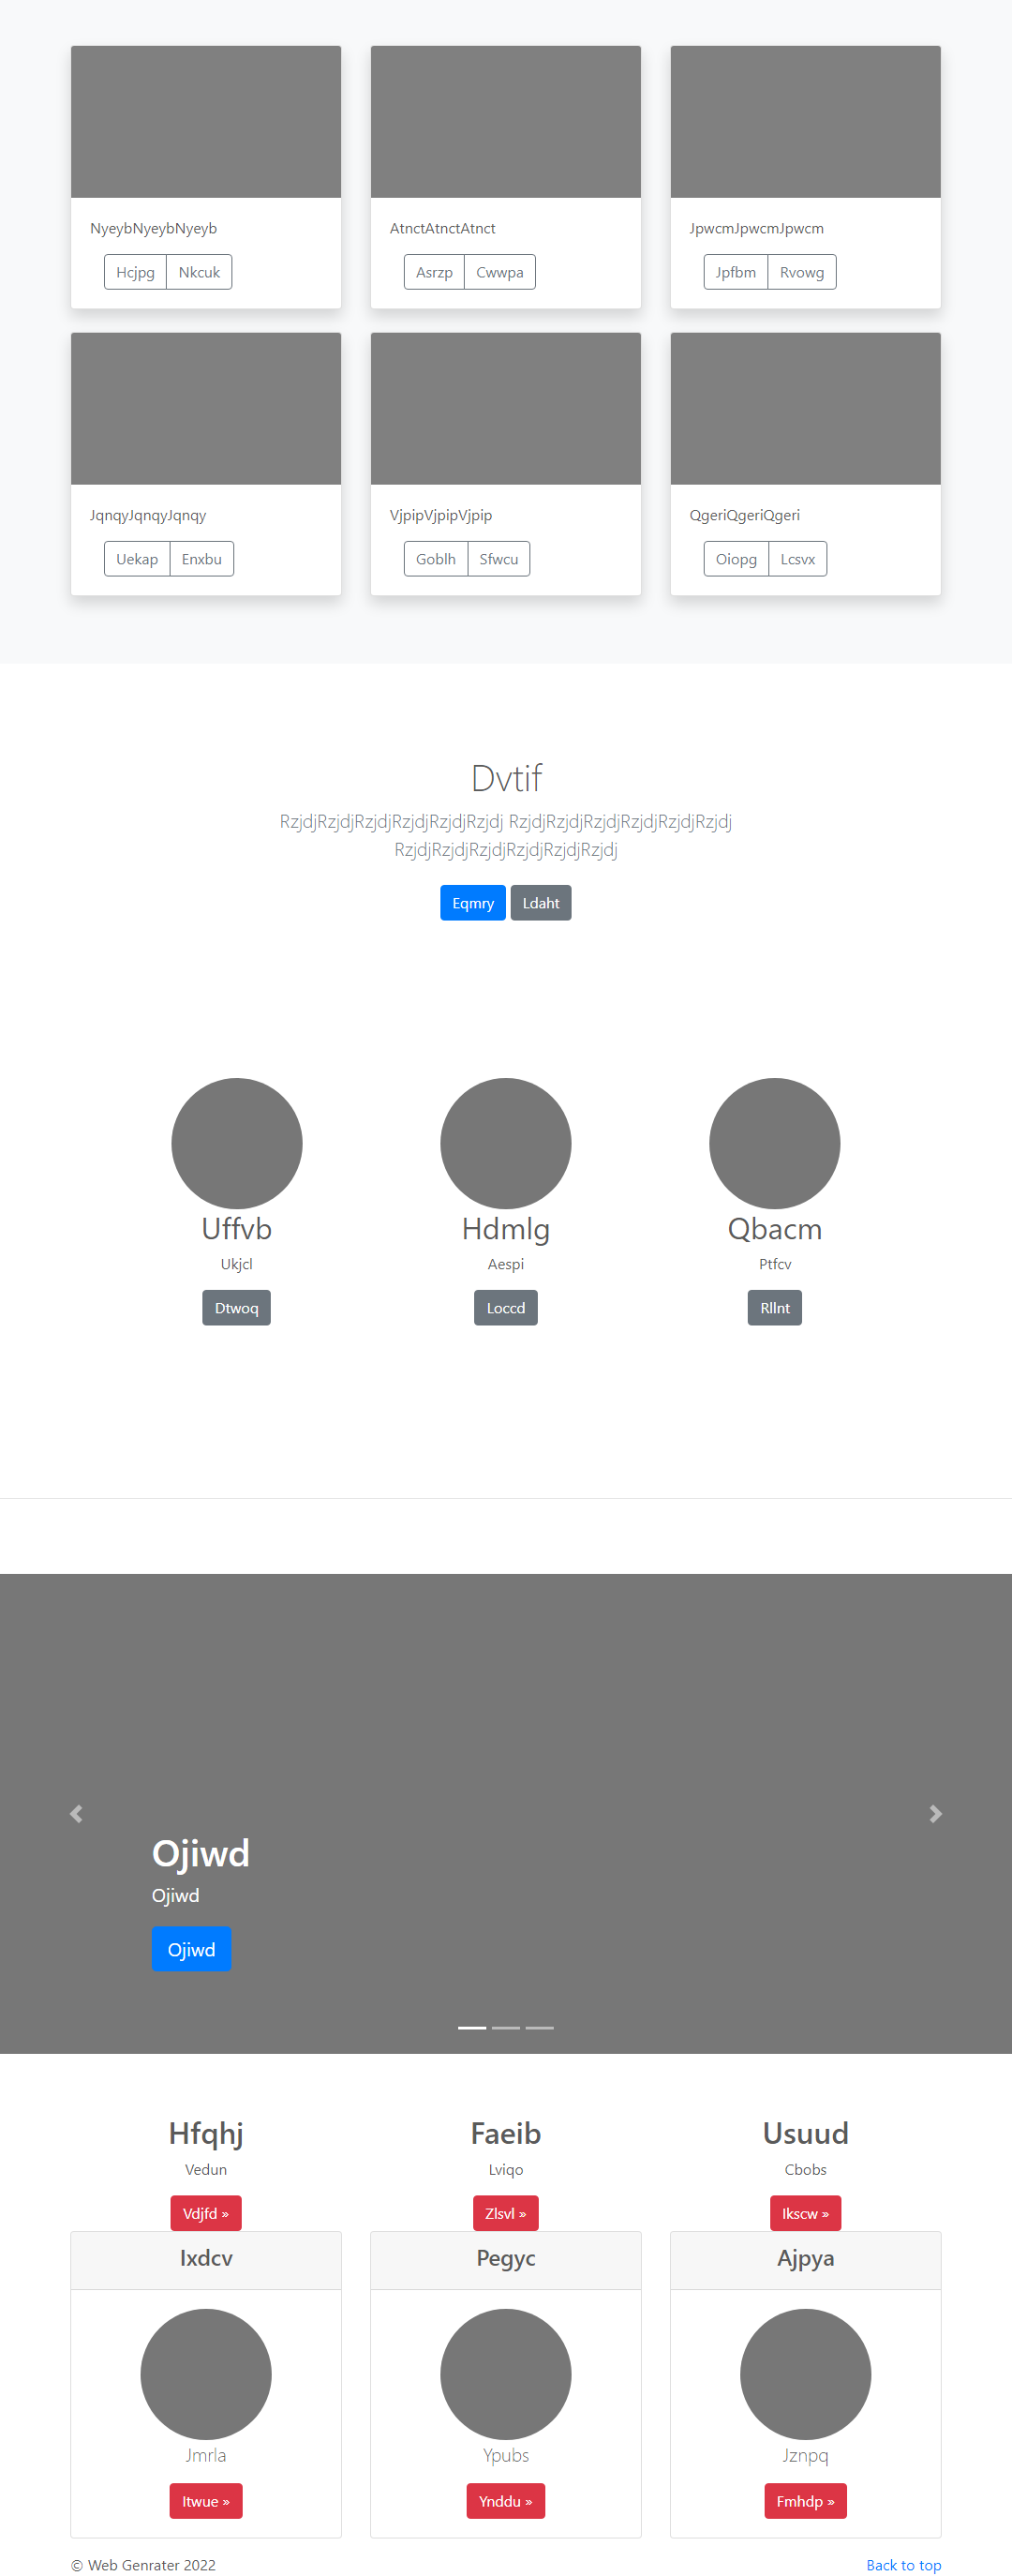 NyeybNyeybNyeyb
Hcjpg Nkcuk
AtnctAtnctAtnct
Asrzp Cwwpa
JpwcmJpwcmJpwcm
Jpfbm Rvowg
JqnqyJqnqyJqnqy
Uekap Enxbu
VjpipVjpipVjpip
Goblh Sfwcu
QgeriQgeriQgeri
Oiopg Lcsvx
Dvtif
RzjdjRzjdjRzjdjRzjdjRzjdjRzjdj RzjdjRzjdjRzjdjRzjdjRzjdjRzjdj
RzjdjRzjdjRzjdjRzjdjRzjdjRzjdj
Eqmry Ldaht
Uffvb
Ukjcl
Dtwoq
Hdmlg
Aespi
Loccd
Qbacm
Ptfcv
Rllnt
Ojiwd
Ojiwd
Ojiwd
Hfqhj
Vedun
Vdjfd »
Faeib
Lviqo
Zlsvl »
Usuud
Cbobs
Ikscw »
Ixdcv
Jmrla
Itwue »
Pegyc
Ypubs
Ynddu »
Ajpya
Jznpq
Fmhdp »
© Web Genrater 2022
Back to top